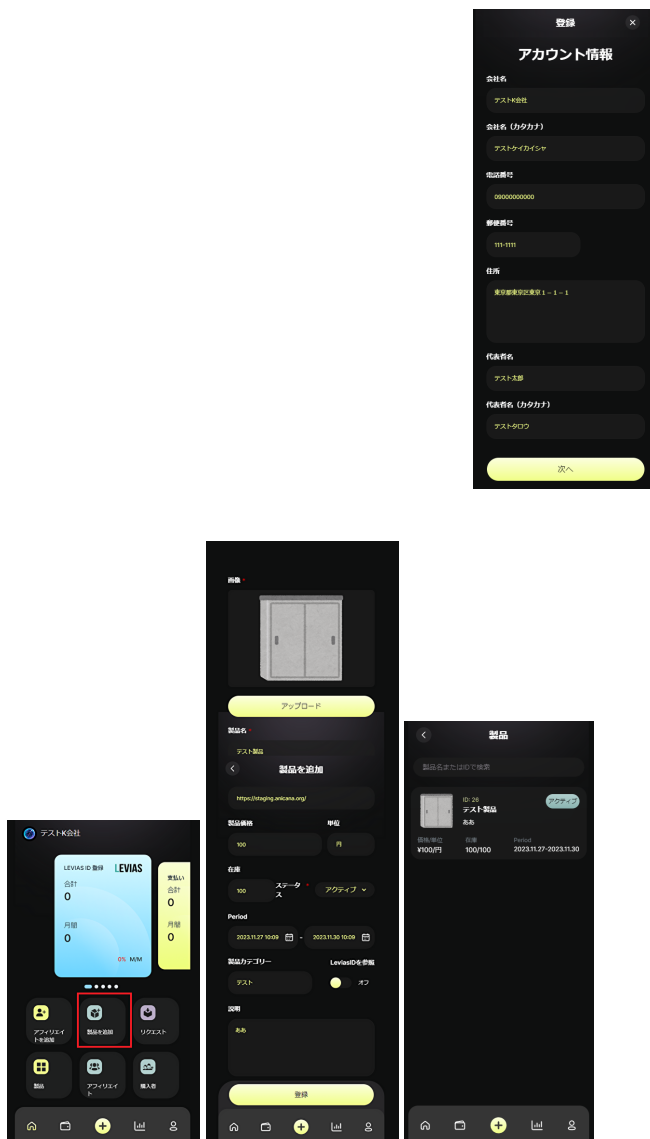 登録
アカウント情報
会社名
テストK会社
会社名（カタカナ）
テストケイカイシャ
電話番号
09000000000
郵便番号
111-1111
住所
東京都東京区東京１－１－１
代表者名
テスト太郎
代表者名（カタカナ）
テストタロウ
次へ
テストK会社
LEVIAS ID 登録 LEVIAS
合計
0
月間
0
0% M/M
支払い
合計
0
月間
0
アフィリエイトを追加
製品を追加
リクエスト
製品
アフィリエイト
購入者
画像 *
アップロード
製品名 *
テスト製品
製品を追加
https://staging.anicana.org/
製品価格 単位
100 円
在庫
100 ステータス * アクティブ
Period
2023.11.27 10:09 - 2023.11.30 10:09
製品カテゴリー LeviasIDを参照
テスト オフ
説明
ああ
登録
製品
製品名またはIDで検索
ID: 26 アクティブ
テスト製品
ああ
価格/単位 在庫 Period
¥100/円 100/100 2023.11.27-2023.11.30